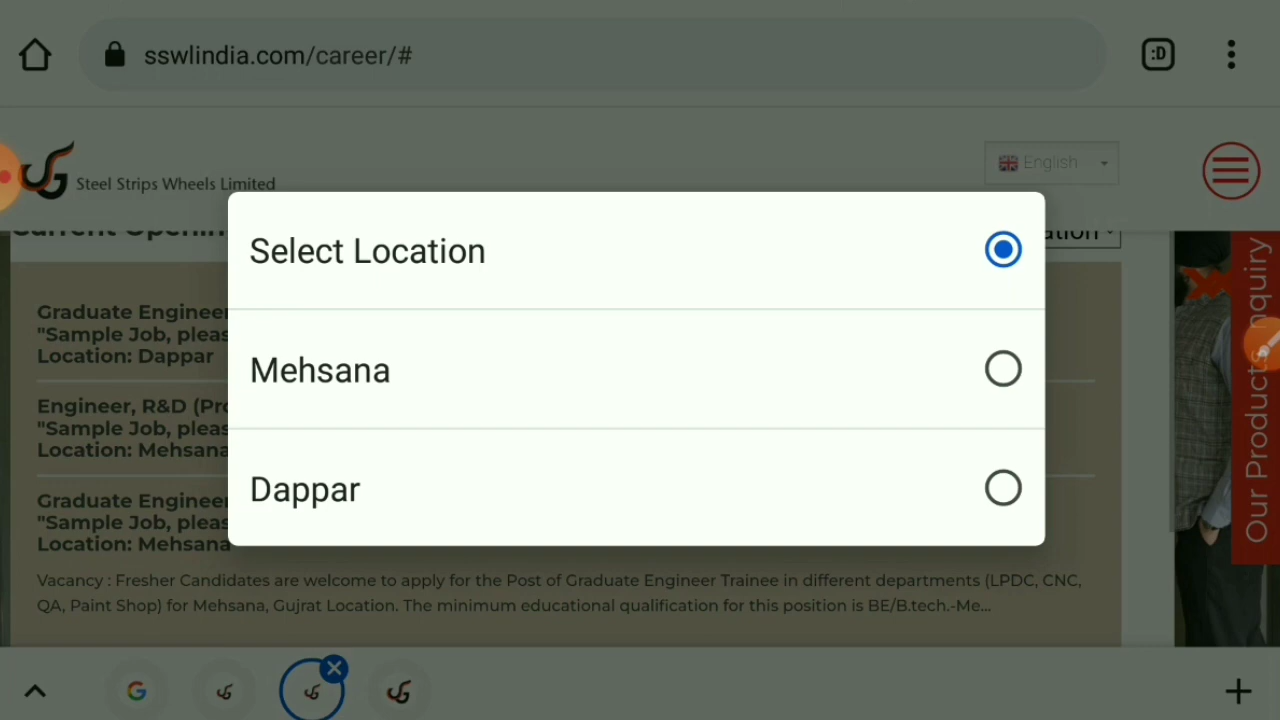 sswlindia.com/career/#
:D
Steel Strips Wheels Limited
English
Select Location
Mehsana
Dappar
Graduate Engineer
"Sample Job, pleas
Location: Dappar
Engineer, R&D (Pro
"Sample Job, pleas
Location: Mehsana
Graduate Engineer
"Sample Job, pleas
Location: Mehsana
Vacancy : Fresher Candidates are welcome to apply for the Post of Graduate Engineer Trainee in different departments (LPDC, CNC,
QA, Paint Shop) for Mehsana, Gujrat Location. The minimum educational qualification for this position is BE/B.tech.-Me...
Our Products Inquiry